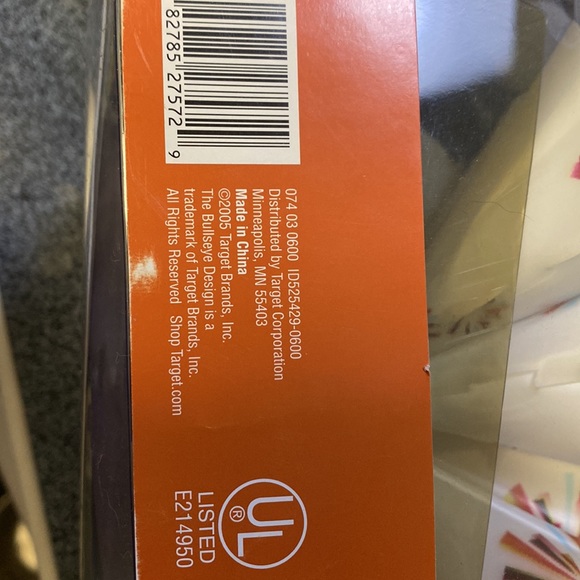 82785 27572 9
074 03 0600 ID525429-0600
Distributed by Target Corporation
Minneapolis, MN 55403
Made in China
©2005 Target Brands, Inc.
The Bullseye Design is a
trademark of Target Brands, Inc.
All Rights Reserved Shop Target.com
UL®
LISTED
E214950